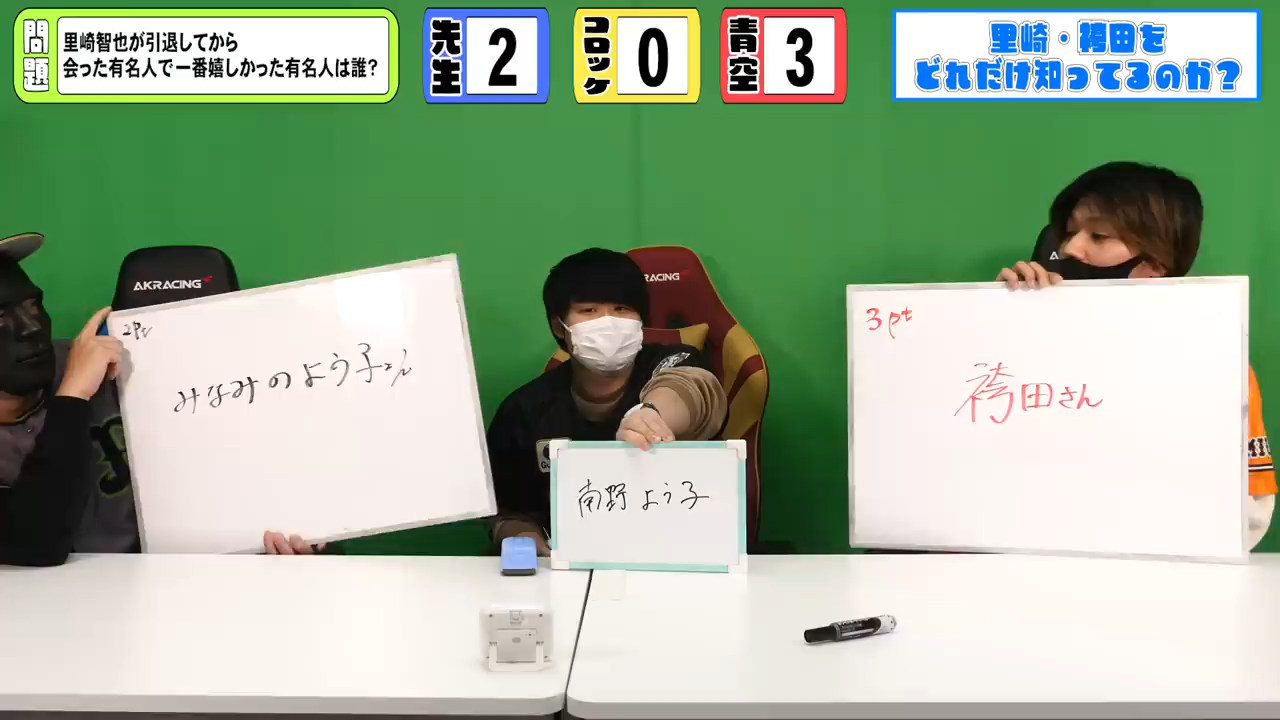 問題
里崎智也が引退してから
会った有名人で一番嬉しかった有名人は誰?
先生
2
コロッケ
0
青空
3
里崎・袴田を
どれだけ知ってるのか?
AKRACING
RACING
2Pt
みなみのよう子さん
南野よう子
3pt
袴田さん